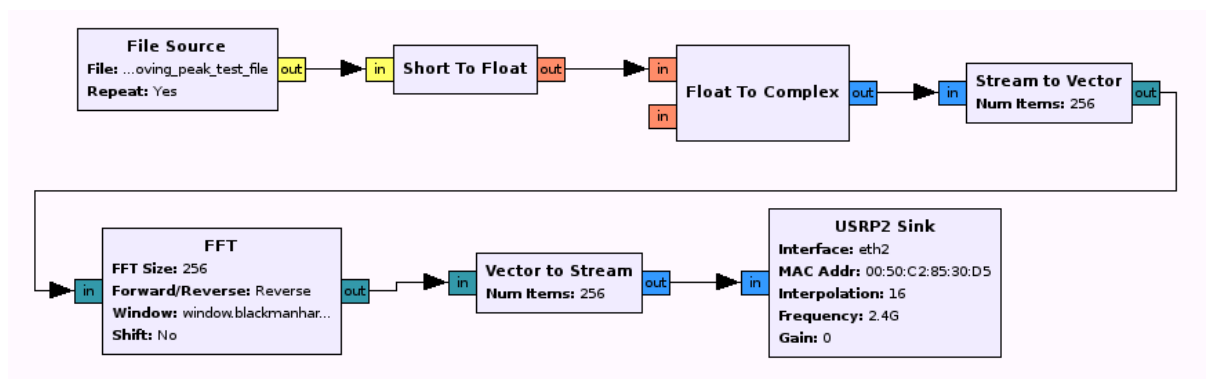 File Source
File: ...oving_peak_test_file
Repeat: Yes
out
in
Short To Float
out
in
in
Float To Complex
out
in
Stream to Vector
Num Items: 256
out
in
FFT
FFT Size: 256
Forward/Reverse: Reverse
Window: window.blackmanhar...
Shift: No
out
in
Vector to Stream
Num Items: 256
out
in
USRP2 Sink
Interface: eth2
MAC Addr: 00:50:C2:85:30:D5
Interpolation: 16
Frequency: 2.4G
Gain: 0